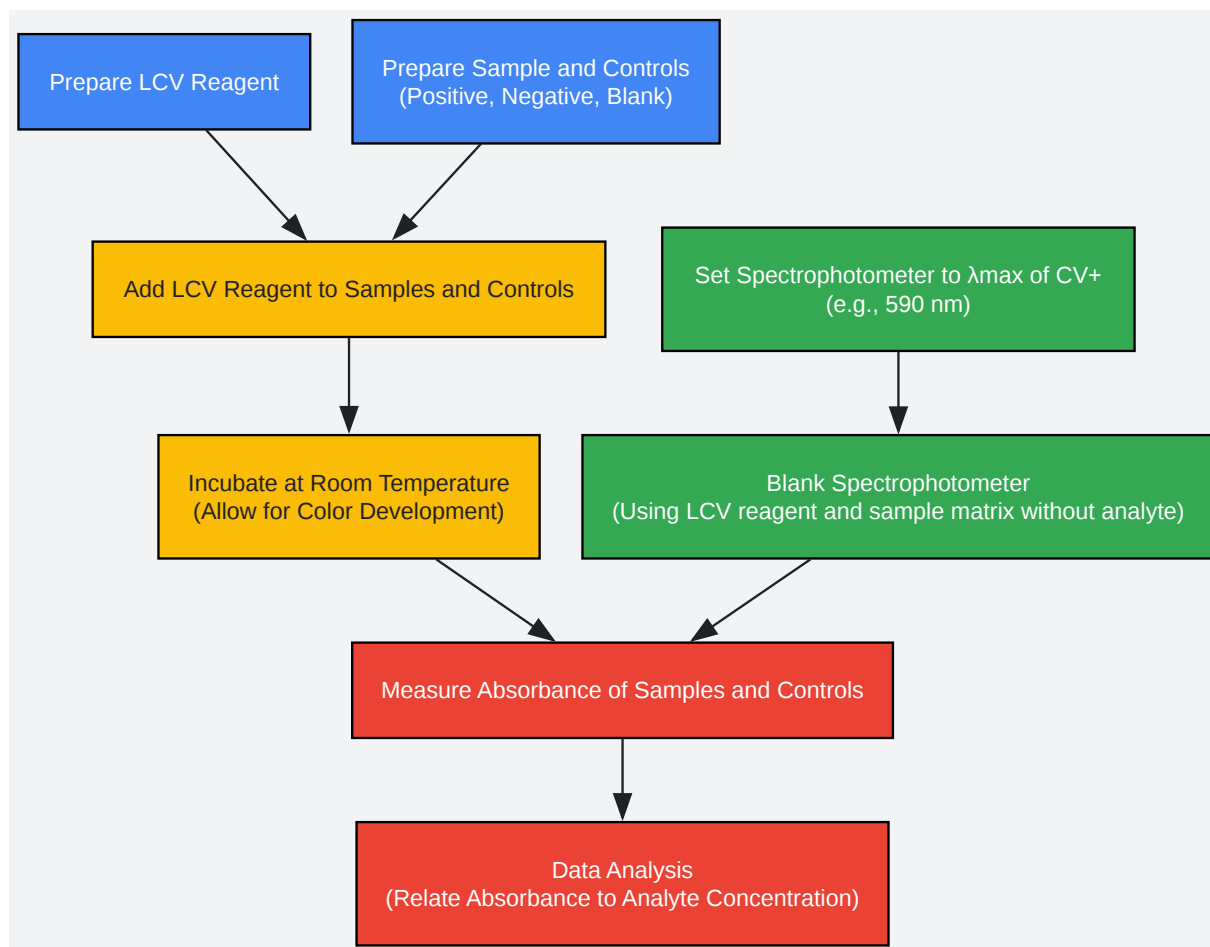 Prepare LCV Reagent
Prepare Sample and Controls
(Positive, Negative, Blank)
Add LCV Reagent to Samples and Controls
Set Spectrophotometer to λmax of CV+
(e.g., 590 nm)
Incubate at Room Temperature
(Allow for Color Development)
Blank Spectrophotometer
(Using LCV reagent and sample matrix without analyte)
Measure Absorbance of Samples and Controls
Data Analysis
(Relate Absorbance to Analyte Concentration)